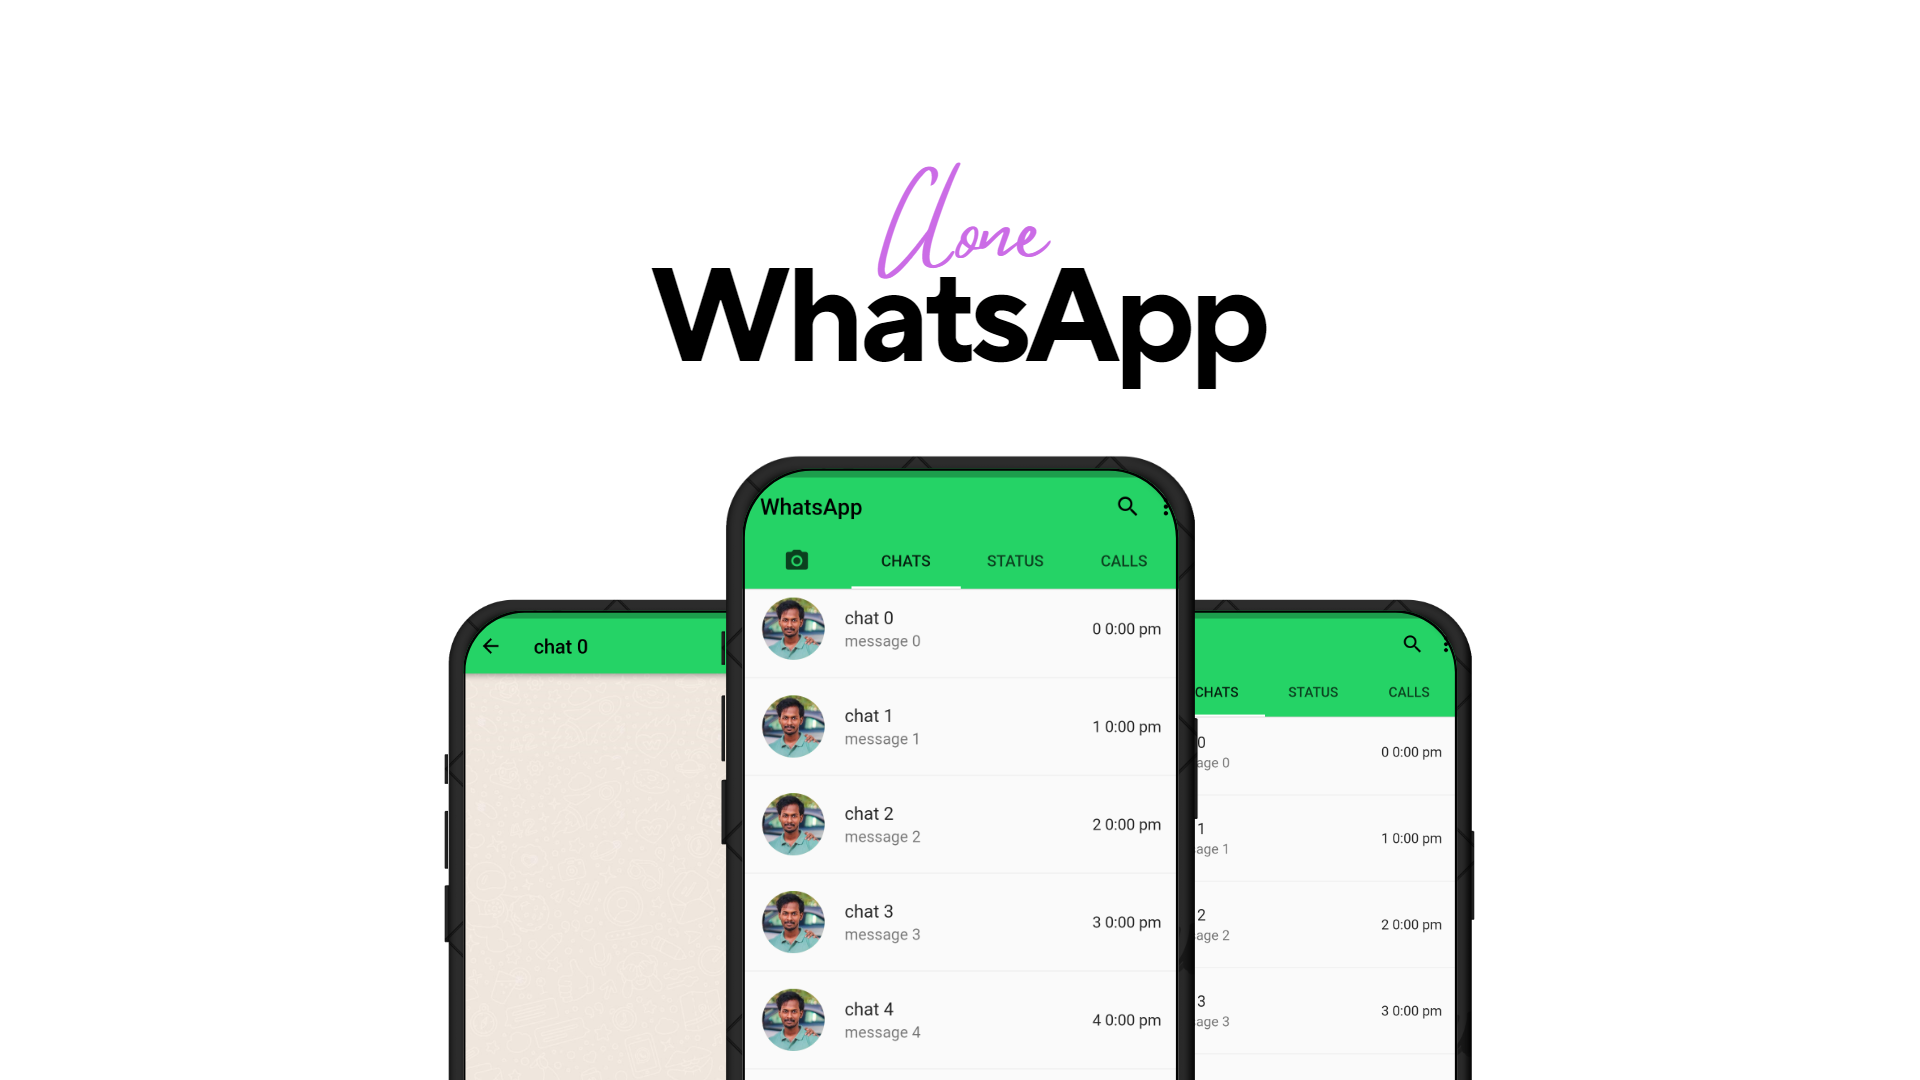 Clone
WhatsApp
WhatsApp
CHATS STATUS CALLS
chat 0
message 0
0 0:00 pm
chat 1
message 1
1 0:00 pm
chat 2
message 2
2 0:00 pm
chat 3
message 3
3 0:00 pm
chat 4
message 4
4 0:00 pm
chat 0
CHATS STATUS CALLS
0
age 0
0 0:00 pm
1
age 1
1 0:00 pm
2
age 2
2 0:00 pm
3
age 3
3 0:00 pm